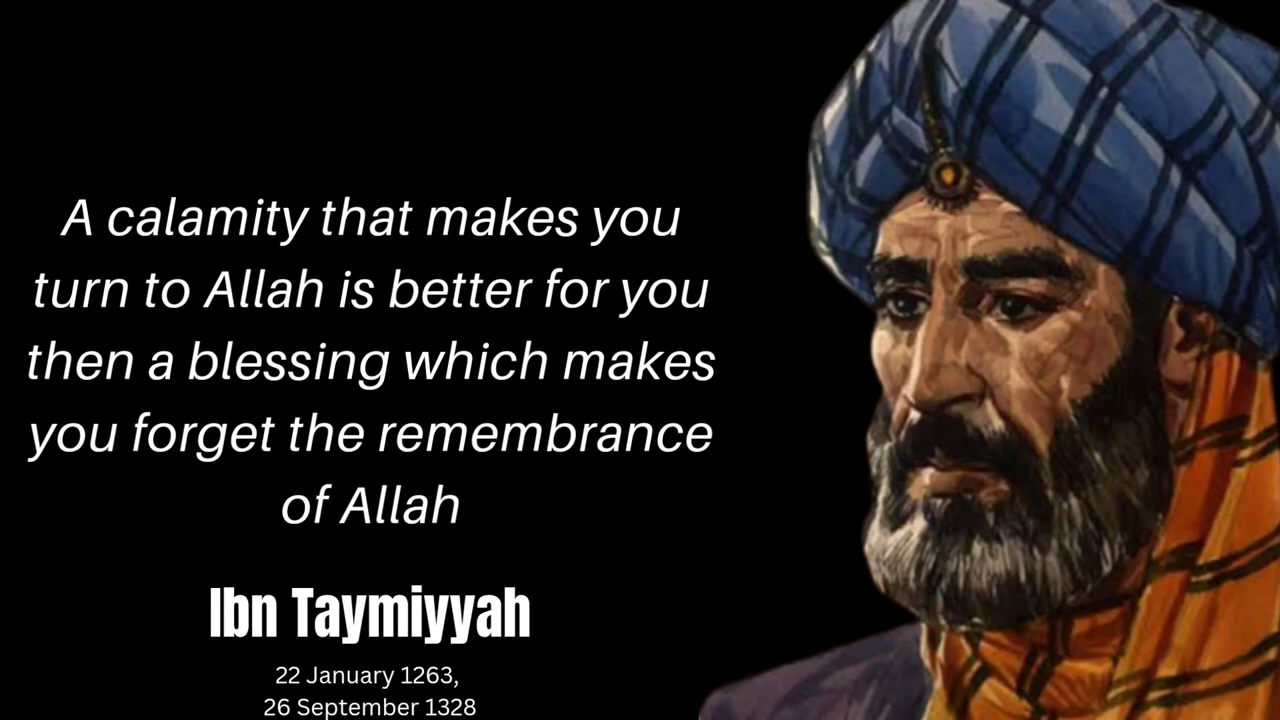 A calamity that makes you
turn to Allah is better for you
then a blessing which makes
you forget the remembrance
of Allah
Ibn Taymiyyah
22 January 1263,
26 September 1328